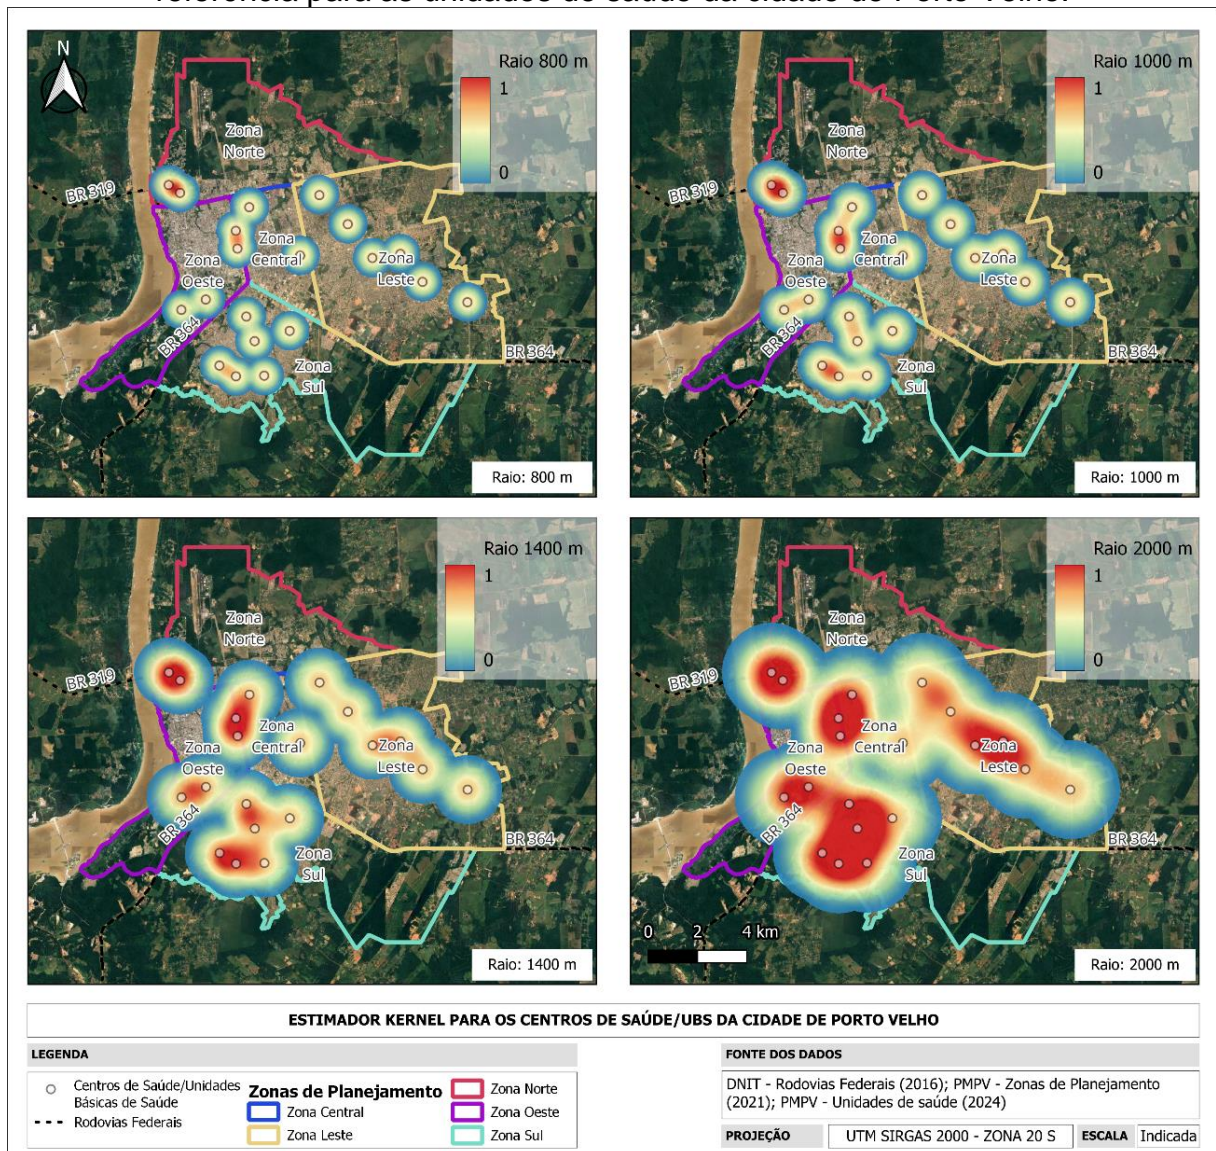 referência para as unidades de saúde da cidade de Porto Velho.
N
Raio 800 m
1
0
Zona
Norte
BR 319
Zona
Central
Zona
Oeste
Zona
Leste
BR 364
BR 364
Zona
Sul
Raio: 800 m
Raio 1000 m
1
0
Zona
Norte
BR 319
Zona
Central
Zona
Oeste
Zona
Leste
BR 364
BR 364
Zona
Sul
Raio: 1000 m
Raio 1400 m
1
0
Zona
Norte
BR 319
Zona
Central
Zona
Oeste
Zona
Leste
BR 364
BR 364
Zona
Sul
Raio: 1400 m
Raio 2000 m
1
0
Zona
Norte
BR 319
Zona
Central
Zona
Oeste
Zona
Leste
BR 364
BR 364
Zona
Sul
0 2 4 km
Raio: 2000 m
ESTIMADOR KERNEL PARA OS CENTROS DE SAÚDE/UBS DA CIDADE DE PORTO VELHO
LEGENDA
Centros de Saúde/Unidades
Básicas de Saúde
Rodovias Federais
Zonas de Planejamento
Zona Central
Zona Leste
Zona Norte
Zona Oeste
Zona Sul
FONTE DOS DADOS
DNIT - Rodovias Federais (2016); PMPV - Zonas de Planejamento
(2021); PMPV - Unidades de saúde (2024)
PROJEÇÃO UTM SIRGAS 2000 - ZONA 20 S ESCALA Indicada